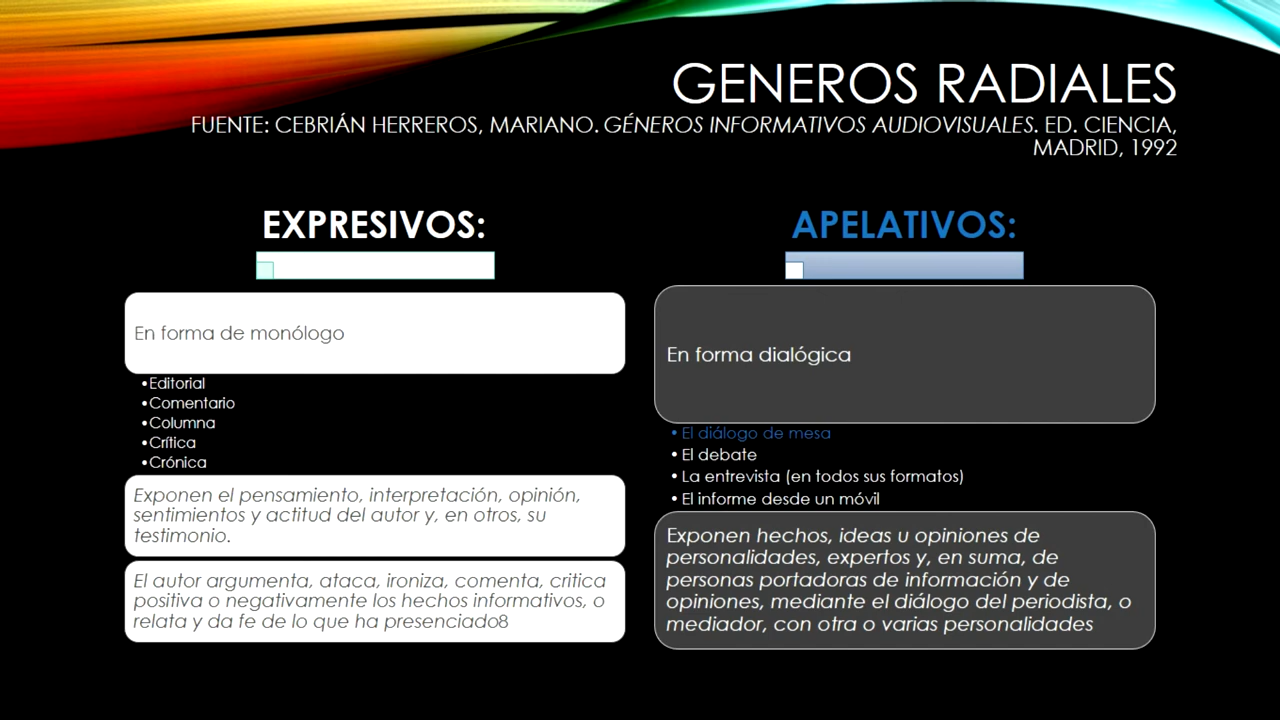 GENEROS RADIALES
FUENTE: CEBRIÁN HERREROS, MARIANO. GÉNEROS INFORMATIVOS AUDIOVISUALES. ED. CIENCIA,
MADRID, 1992
EXPRESIVOS:
En forma de monólogo
•Editorial
•Comentario
•Columna
•Crítica
•Crónica
Exponen el pensamiento, interpretación, opinión,
sentimientos y actitud del autor y, en otros, su
testimonio.
El autor argumenta, ataca, ironiza, comenta, critica
positiva o negativamente los hechos informativos, o
relata y da fe de lo que ha presenciado8
APELATIVOS:
En forma dialógica
• El diálogo de mesa
• El debate
• La entrevista (en todos sus formatos)
• El informe desde un móvil
Exponen hechos, ideas u opiniones de
personalidades, expertos y, en suma, de
personas portadoras de información y de
opiniones, mediante el diálogo del periodista, o
mediador, con otra o varias personalidades